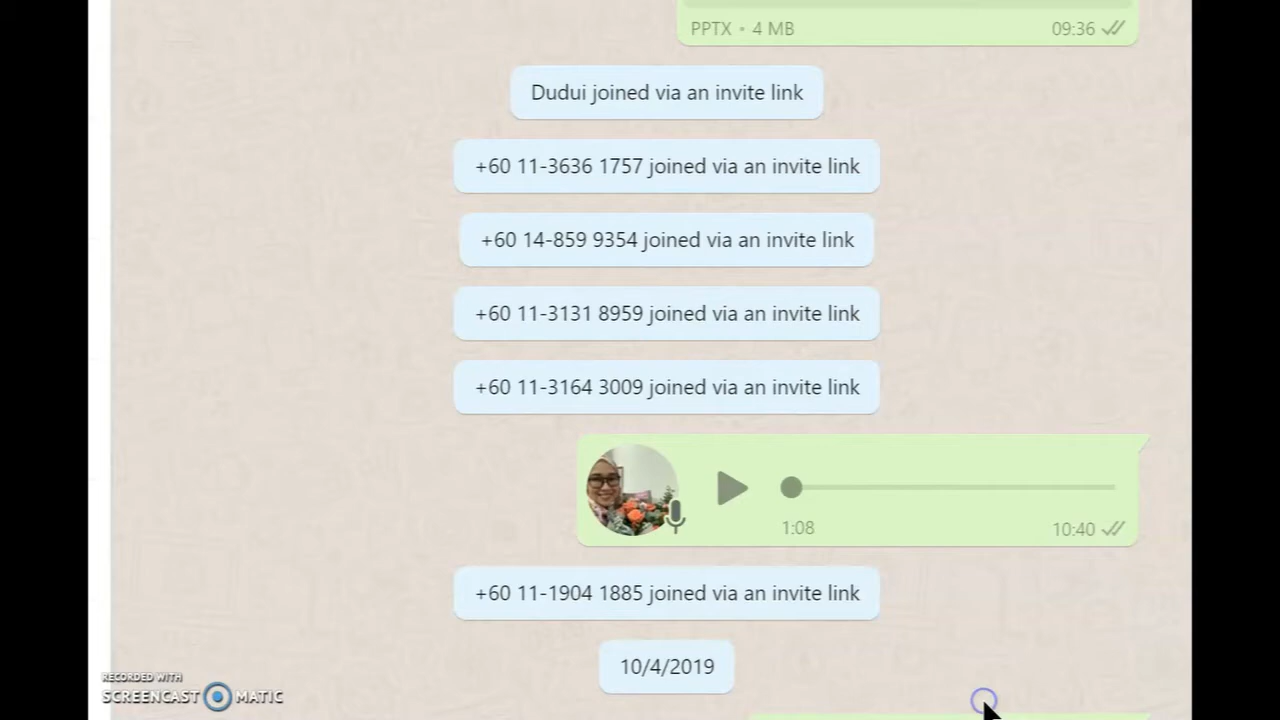 PPTX • 4 MB 09:36
Dudui joined via an invite link
+60 11-3636 1757 joined via an invite link
+60 14-859 9354 joined via an invite link
+60 11-3131 8959 joined via an invite link
+60 11-3164 3009 joined via an invite link
1:08 10:40
+60 11-1904 1885 joined via an invite link
10/4/2019
RECORDED WITH
SCREENCAST MATIC